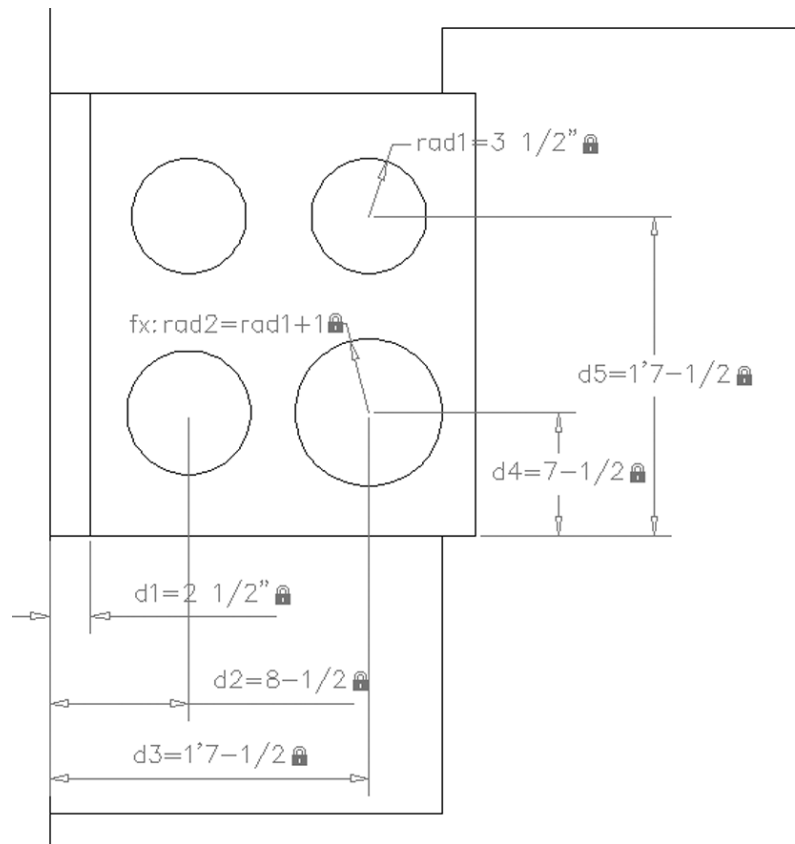 rad1=3 1/2"
fx:rad2=rad1+1
d5=1'7-1/2
d4=7-1/2
d1=2 1/2"
d2=8-1/2
d3=1'7-1/2